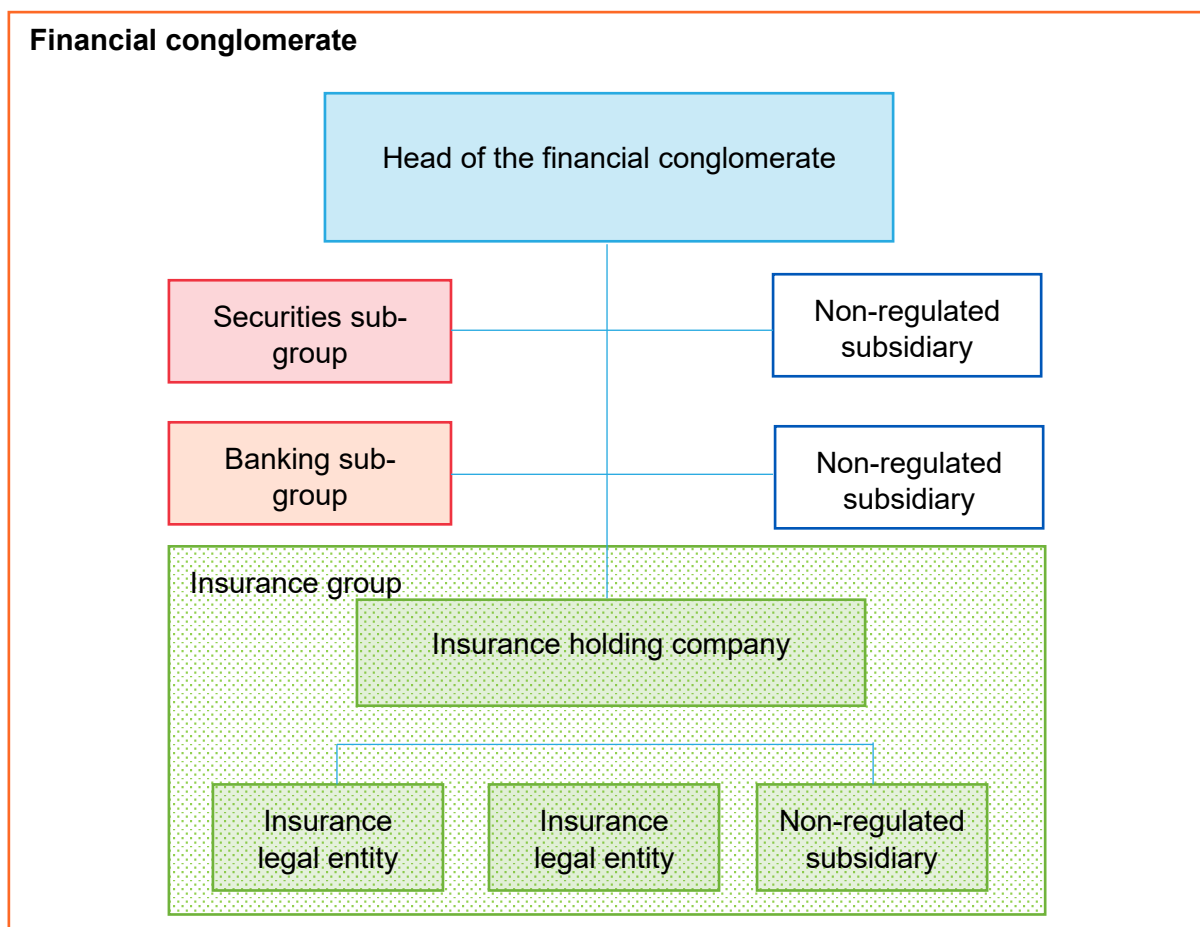 Financial conglomerate
Head of the financial conglomerate
Securities sub-
group
Non-regulated
subsidiary
Banking sub-
group
Non-regulated
subsidiary
Insurance group
Insurance holding company
Insurance
legal entity
Insurance
legal entity
Non-regulated
subsidiary